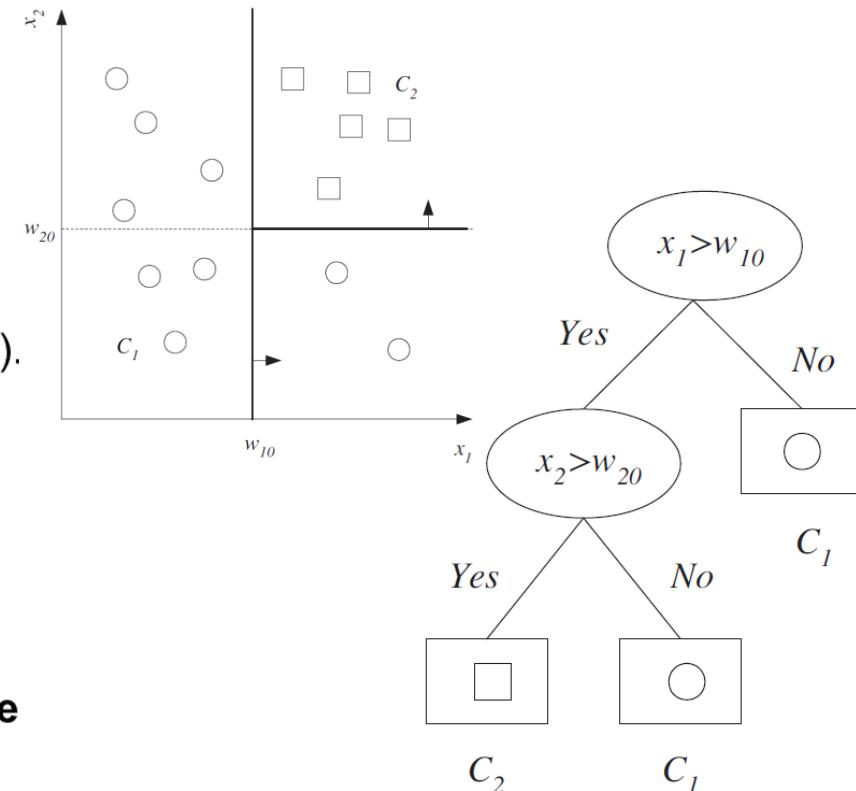 x₂
C₂
w₂₀
x₁>w₁₀
Yes
No
).
C₁
w₁₀
x₁
x₂>w₂₀
C₁
Yes
No
e
C₂
C₁